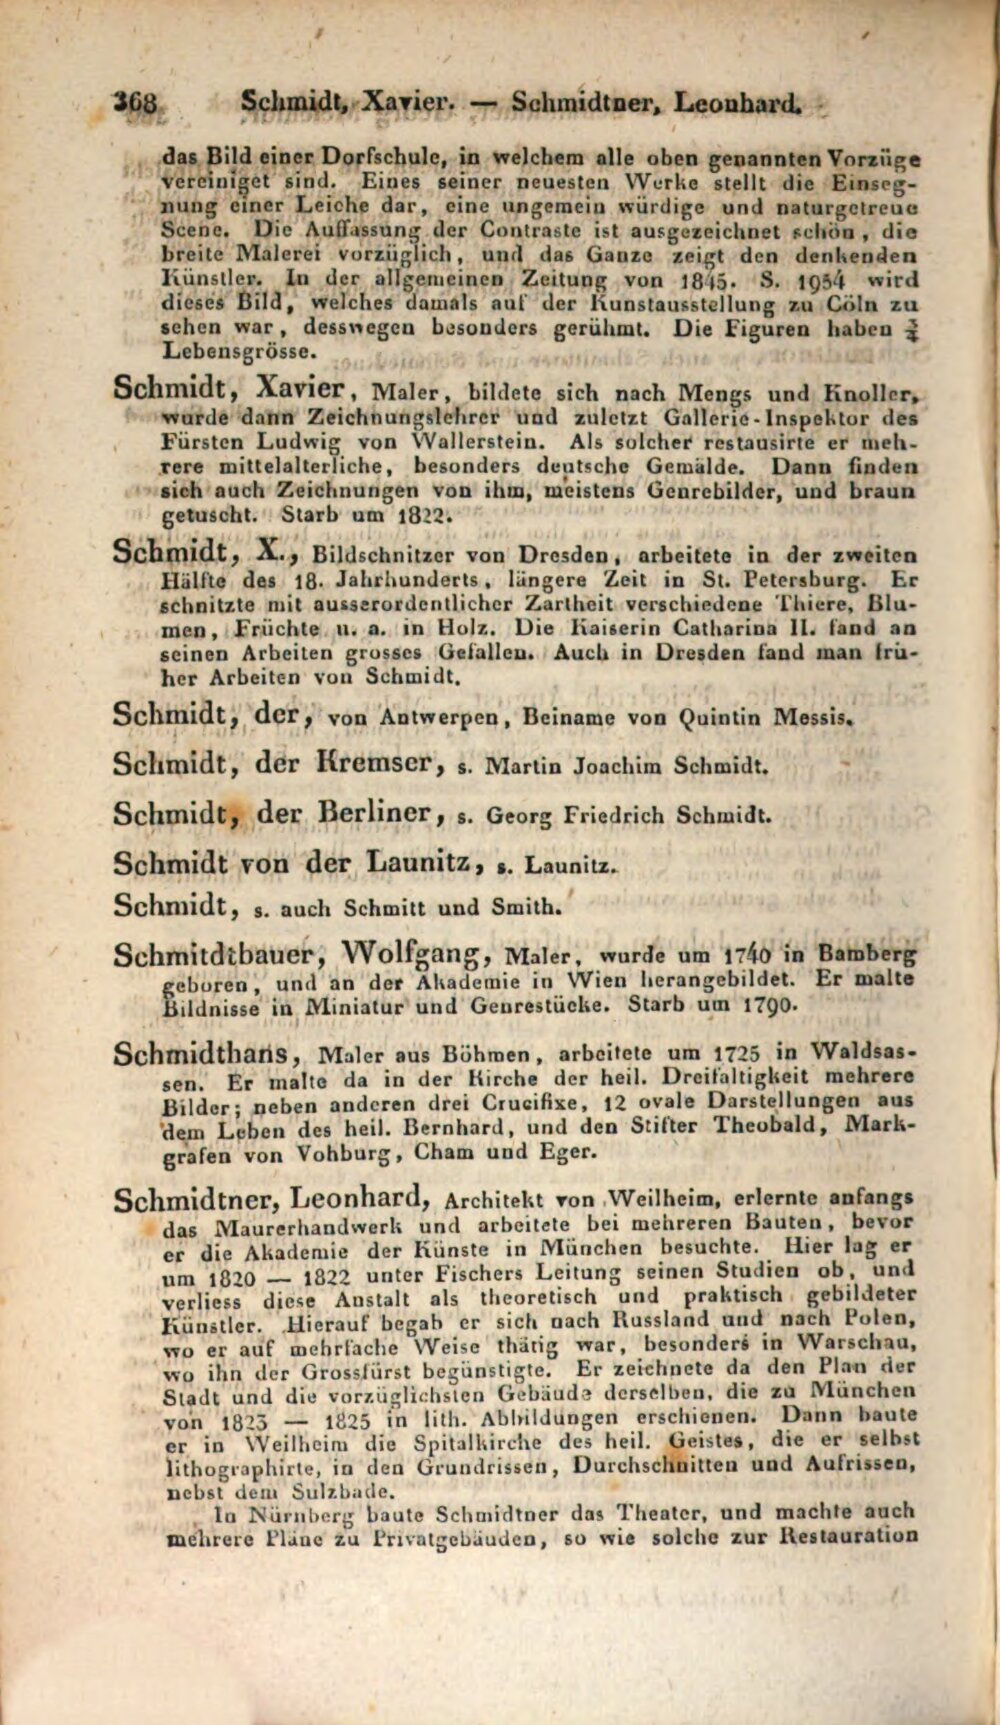 368 Schmidt, Xavier. — Schmidtner, Leonhard.
das Bild einer Dorfschule, in welchem alle oben genannten Vorzüge
vereiniget sind. Eines seiner neuesten Werke stellt die Einseg-
nung einer Leiche dar, eine ungemein würdige und naturgetreue
Scene. Die Auffassung der Contraste ist ausgezeichnet schön, die
breite Malerei vorzüglich, und das Ganze zeigt den denkenden
Künstler. In der allgemeinen Zeitung von 1845. S. 1954 wird
dieses Bild, welches damals auf der Kunstausstellung zu Cöln zu
sehen war, desswegen besonders gerühmt. Die Figuren haben ¾
Lebensgrösse.
Schmidt, Xavier, Maler, bildete sich nach Mengs und Knoller,
wurde dann Zeichnungslehrer und zuletzt Gallerie-Inspektor des
Fürsten Ludwig von Wallerstein. Als solcher restausirte er meh-
rere mittelalterliche, besonders deutsche Gemälde. Dann finden
sich auch Zeichnungen von ihm, meistens Genrebilder, und braun
getuscht. Starb um 1822.
Schmidt, X., Bildschnitzer von Dresden, arbeitete in der zweiten
Hälfte des 18. Jahrhunderts, längere Zeit in St. Petersburg. Er
schnitzte mit ausserordentlicher Zartheit verschiedene Thiere, Blu-
men, Früchte u. a. in Holz. Die Kaiserin Catharina II. fand an
seinen Arbeiten grosses Gefallen. Auch in Dresden fand man frü-
her Arbeiten von Schmidt.
Schmidt, der, von Antwerpen, Beiname von Quintin Messis.
Schmidt, der Kremser, s. Martin Joachim Schmidt.
Schmidt, der Berliner, s. Georg Friedrich Schmidt.
Schmidt von der Launitz, s. Launitz.
Schmidt, s. auch Schmitt und Smith.
Schmitdtbauer, Wolfgang, Maler, wurde um 1740 in Bamberg
geboren, und an der Akademie in Wien herangebildet. Er malte
Bildnisse in Miniatur und Genrestücke. Starb um 1790.
Schmidthans, Maler aus Böhmen, arbeitete um 1725 in Waldsas-
sen. Er malte da in der Kirche der heil. Dreifaltigkeit mehrere
Bilder; neben anderen drei Crucifixe, 12 ovale Darstellungen aus
dem Leben des heil. Bernhard, und den Stifter Theobald, Mark-
grafen von Vohburg, Cham und Eger.
Schmidtner, Leonhard, Architekt von Weilheim, erlernte anfangs
das Maurerhandwerk und arbeitete bei mehreren Bauten, bevor
er die Akademie der Künste in München besuchte. Hier lag er
um 1820 — 1822 unter Fischers Leitung seinen Studien ob, und
verliess diese Anstalt als theoretisch und praktisch gebildeter
Künstler. Hierauf begab er sich nach Russland und nach Polen,
wo er auf mehrfache Weise thätig war, besonders in Warschau,
wo ihn der Grossfürst begünstigte. Er zeichnete da den Plan der
Stadt und die vorzüglichsten Gebäude derselben, die zu München
von 1823 — 1825 in lith. Abbildungen erschienen. Dann baute
er in Weilheim die Spitalkirche des heil. Geistes, die er selbst
lithographirte, in den Grundrissen, Durchschnitten und Aufrissen,
nebst dem Sulzbade.
In Nürnberg baute Schmidtner das Theater, und machte auch
mehrere Pläne zu Privatgebäuden, so wie solche zur Restauration